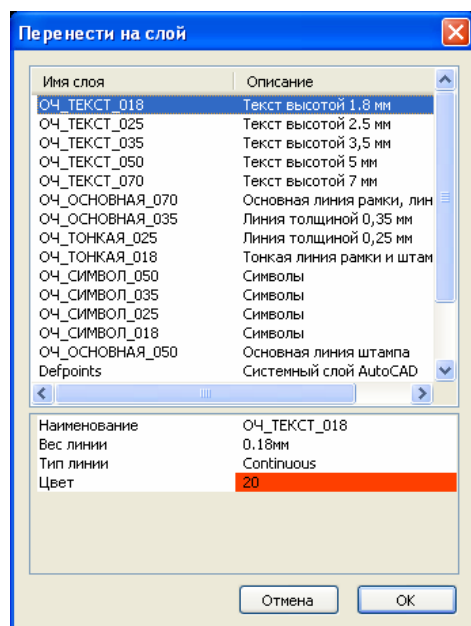 Перенести на слой
Имя слоя Описание
ОЧ_ТЕКСТ_018 Текст высотой 1.8 мм
ОЧ_ТЕКСТ_025 Текст высотой 2.5 мм
ОЧ_ТЕКСТ_035 Текст высотой 3,5 мм
ОЧ_ТЕКСТ_050 Текст высотой 5 мм
ОЧ_ТЕКСТ_070 Текст высотой 7 мм
ОЧ_ОСНОВНАЯ_070 Основная линия рамки, лин
ОЧ_ОСНОВНАЯ_035 Линия толщиной 0,35 мм
ОЧ_ТОНКАЯ_025 Линия толщиной 0,25 мм
ОЧ_ТОНКАЯ_018 Тонкая линия рамки и штам
ОЧ_СИМВОЛ_050 Символы
ОЧ_СИМВОЛ_035 Символы
ОЧ_СИМВОЛ_025 Символы
ОЧ_СИМВОЛ_018 Символы
ОЧ_ОСНОВНАЯ_050 Основная линия штампа
Defpoints Системный слой AutoCAD
Наименование ОЧ_ТЕКСТ_018
Вес линии 0.18мм
Тип линии Continuous
Цвет 20
Отмена ОК